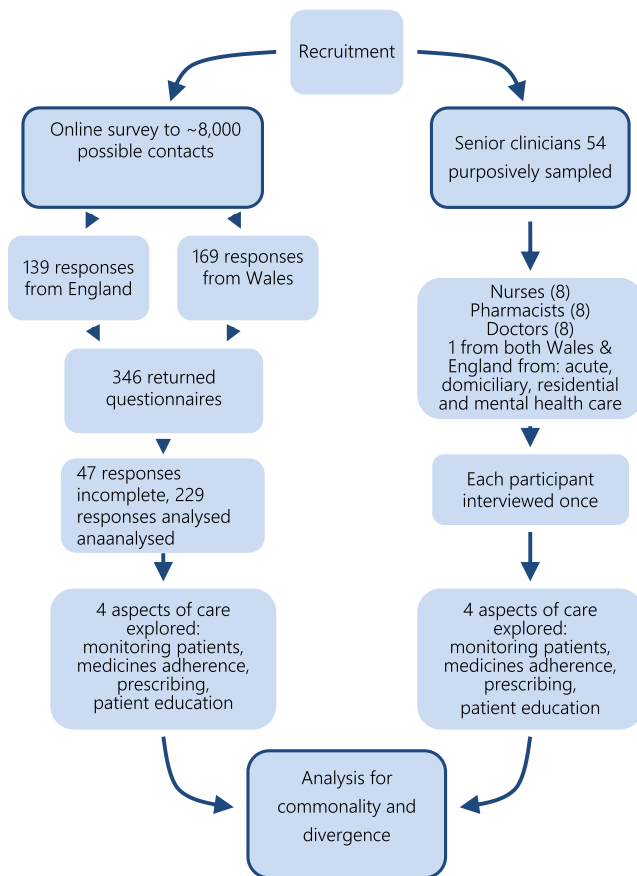 Recruitment
Online survey to ~8,000
possible contacts
Senior clinicians 54
purposively sampled
139 responses
from England
169 responses
from Wales
Nurses (8)
Pharmacists (8)
Doctors (8)
1 from both Wales &
England from: acute,
domiciliary, residential
and mental health care
346 returned
questionnaires
47 responses
incomplete, 229
responses analysed
anaanalysed
Each participant
interviewed once
4 aspects of care
explored:
monitoring patients,
medicines adherence,
prescribing,
patient education
4 aspects of care
explored:
monitoring patients,
medicines adherence,
prescribing,
patient education
Analysis for
commonality and
divergence